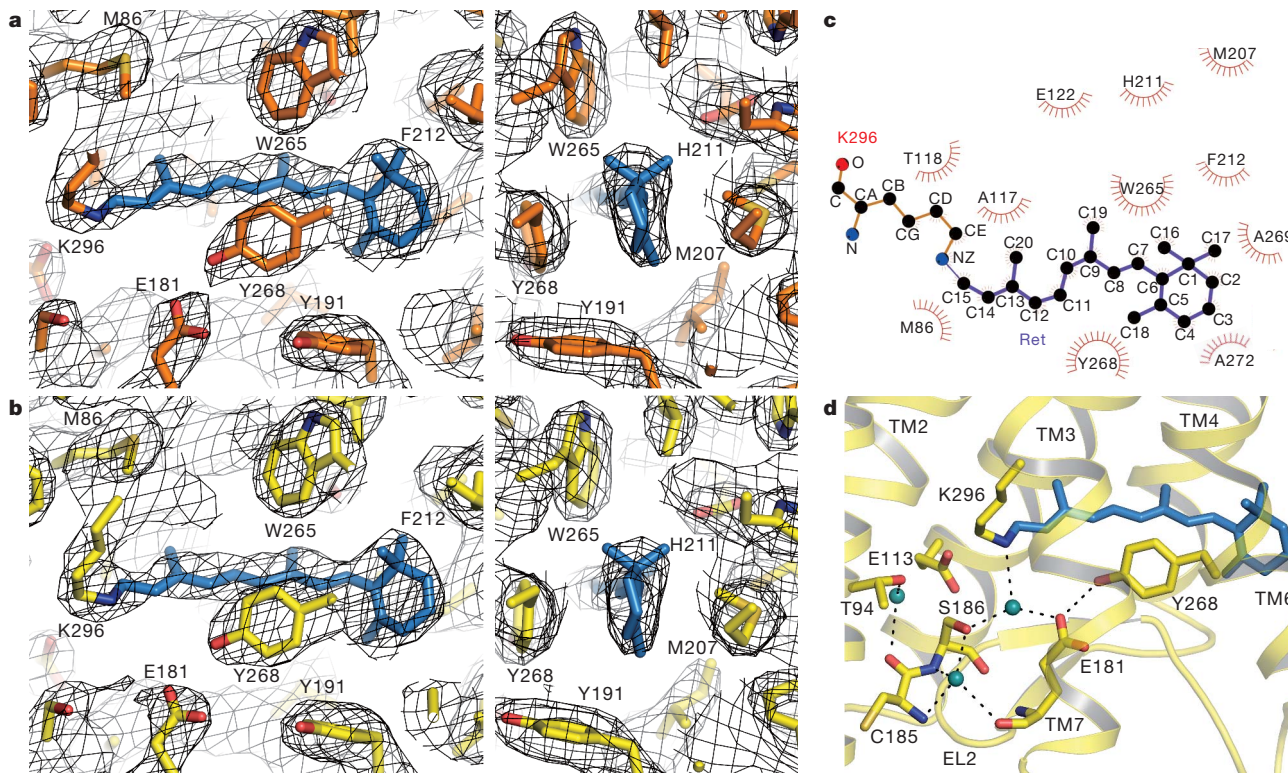 a
M86
W265
F212
K296
E181
Y268
Y191
W265
H211
M207
Y268
Y191
b
M86
W265
F212
K296
E181
Y268
Y191
W265
H211
M207
Y268
Y191
c
M207
H211
E122
K296
O
T118
F212
W265
C
CA
CB
CD
A117
C19
A269
N
CG
CE
C16
C17
NZ
C20
C10
C9
C7
C1
C2
C8
C6
C15
C13
C11
C5
C14
C12
C3
M86
C18
C4
Ret
Y268
A272
d
TM2
TM3
TM4
K296
E113
T94
S186
Y268
TM6
E181
C185
TM7
EL2